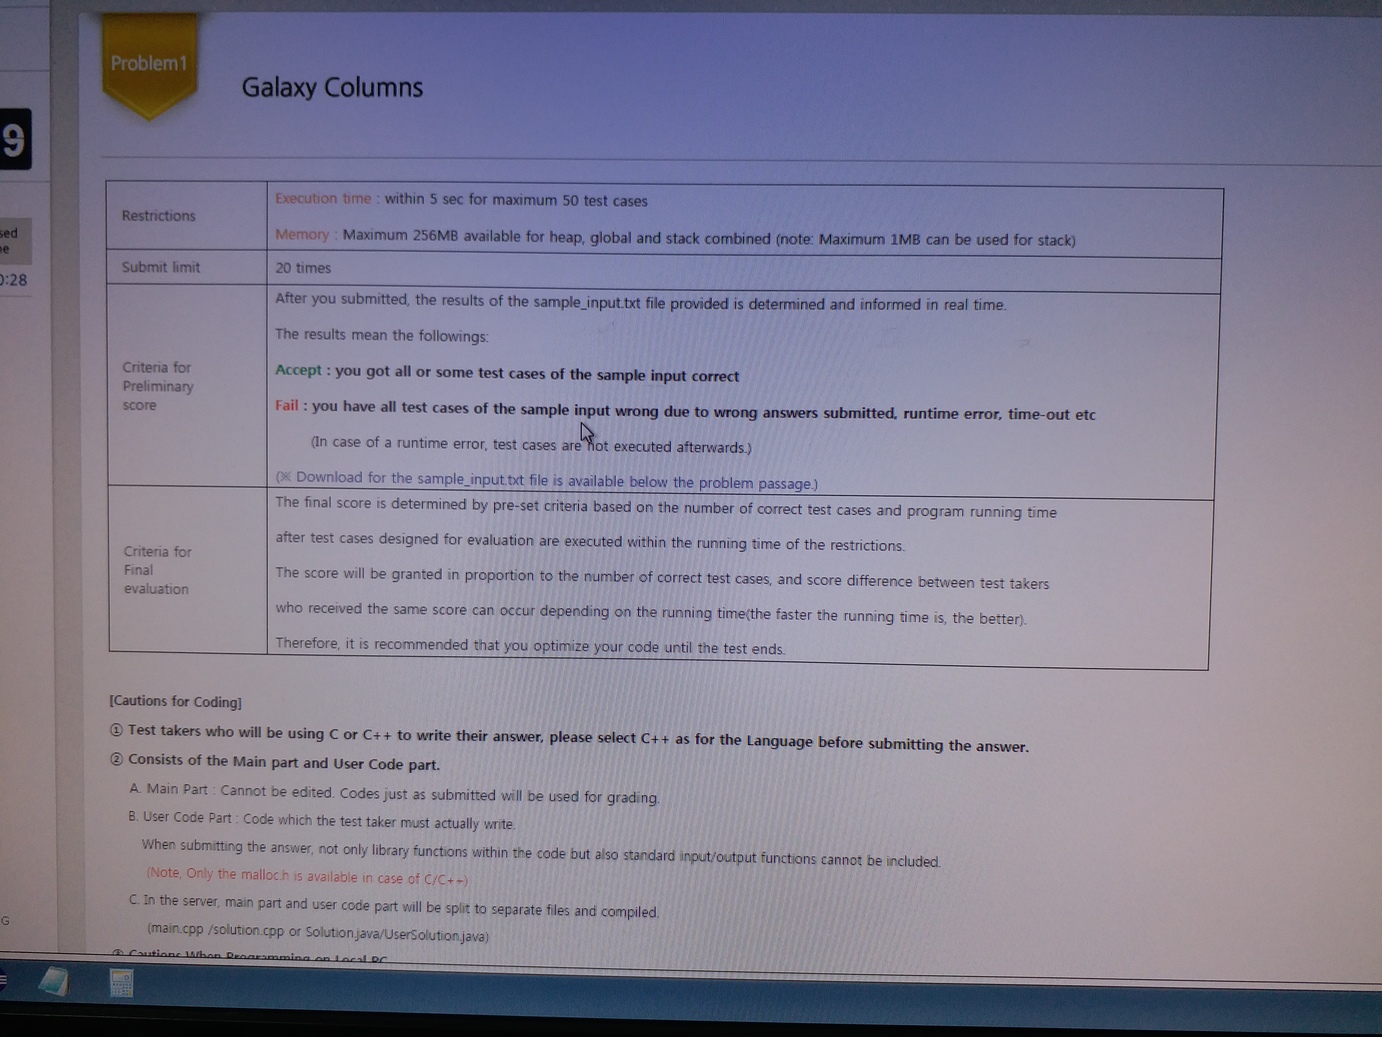 Problem1
Galaxy Columns
9
sed
e
0:28
Restrictions
Execution time : within 5 sec for maximum 50 test cases
Memory : Maximum 256MB available for heap, global and stack combined (note: Maximum 1MB can be used for stack)
Submit limit
20 times
Criteria for
Preliminary
score
After you submitted, the results of the sample_input.txt file provided is determined and informed in real time.
The results mean the followings:
Accept : you got all or some test cases of the sample input correct
Fail : you have all test cases of the sample input wrong due to wrong answers submitted, runtime error, time-out etc
(In case of a runtime error, test cases are not executed afterwards.)
(※ Download for the sample_input.txt file is available below the problem passage.)
Criteria for
Final
evaluation
The final score is determined by pre-set criteria based on the number of correct test cases and program running time
after test cases designed for evaluation are executed within the running time of the restrictions.
The score will be granted in proportion to the number of correct test cases, and score difference between test takers
who received the same score can occur depending on the running time(the faster the running time is, the better).
Therefore, it is recommended that you optimize your code until the test ends.
[Cautions for Coding]
① Test takers who will be using C or C++ to write their answer, please select C++ as for the Language before submitting the answer.
② Consists of the Main part and User Code part.
A. Main Part : Cannot be edited. Codes just as submitted will be used for grading.
B. User Code Part : Code which the test taker must actually write.
When submitting the answer, not only library functions within the code but also standard input/output functions cannot be included.
(Note, Only the malloc.h is available in case of C/C++)
C. In the server, main part and user code part will be split to separate files and compiled.
(main.cpp /solution.cpp or Solution.java/UserSolution.java)
③ Cautions When Programming on Local PC
G